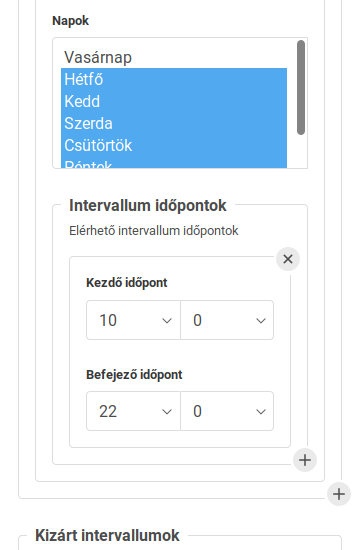 Napok
Vasárnap
Hétfő
Kedd
Szerda
Csütörtök
Péntek
Intervallum időpontok
Elérhető intervallum időpontok
Kezdő időpont
10 0
Befejező időpont
22 0
Kizárt intervallumok